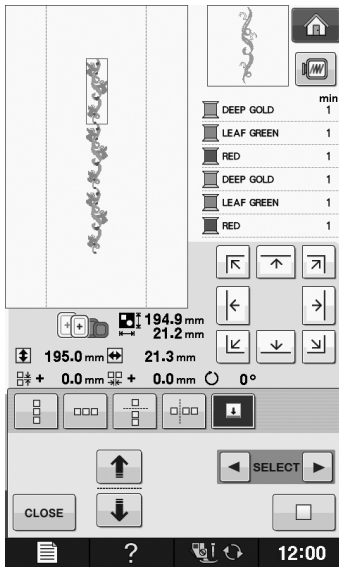 min
DEEP GOLD 1
LEAF GREEN 1
RED 1
DEEP GOLD 1
LEAF GREEN 1
RED 1
194.9 mm
21.2 mm
195.0 mm 21.3 mm
+ 0.0 mm + 0.0 mm 0°
SELECT
CLOSE
? 12:00